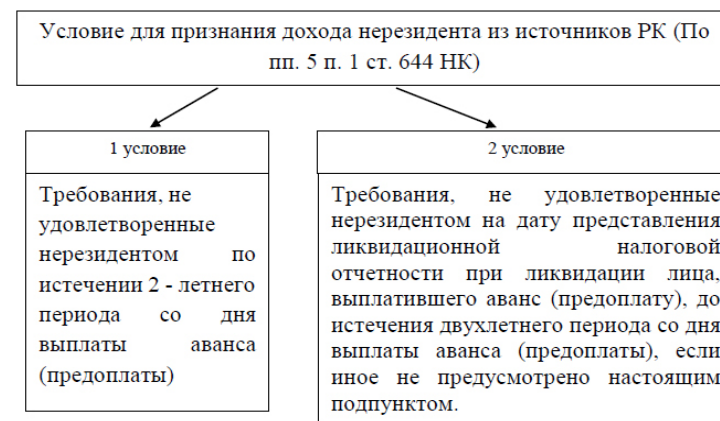 Условие для признания дохода нерезидента из источников РК (По
пп. 5 п. 1 ст. 644 НК)
1 условие
Требования, не
удовлетворенные
нерезидентом по
истечении 2 - летнего
периода со дня
выплаты аванса
(предоплаты)
2 условие
Требования, не удовлетворенные
нерезидентом на дату представления
ликвидационной налоговой
отчетности при ликвидации лица,
выплатившего аванс (предоплату), до
истечения двухлетнего периода со дня
выплаты аванса (предоплаты), если
иное не предусмотрено настоящим
подпунктом.